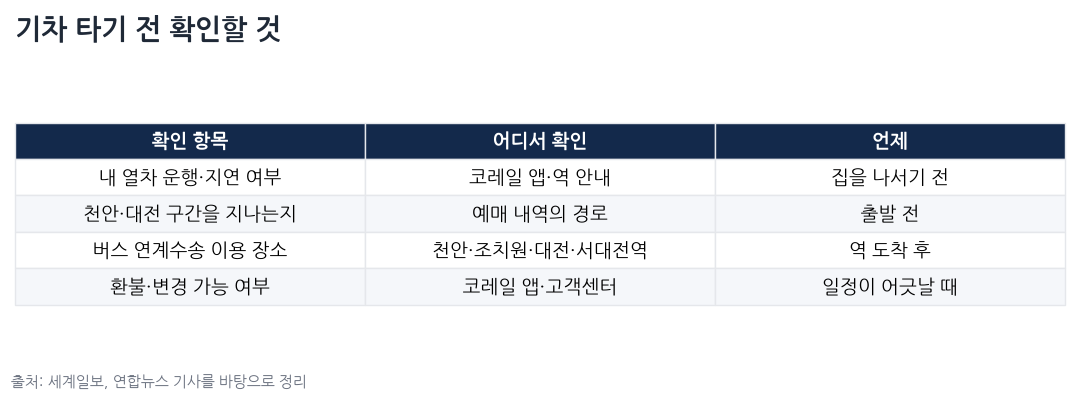 기차 타기 전 확인할 것
확인 항목 어디서 확인 언제
내 열차 운행·지연 여부 코레일 앱·역 안내 집을 나서기 전
천안·대전 구간을 지나는지 예매 내역의 경로 출발 전
버스 연계수송 이용 장소 천안·조치원·대전·서대전역 역 도착 후
환불·변경 가능 여부 코레일 앱·고객센터 일정이 어긋날 때
출처: 세계일보, 연합뉴스 기사를 바탕으로 정리